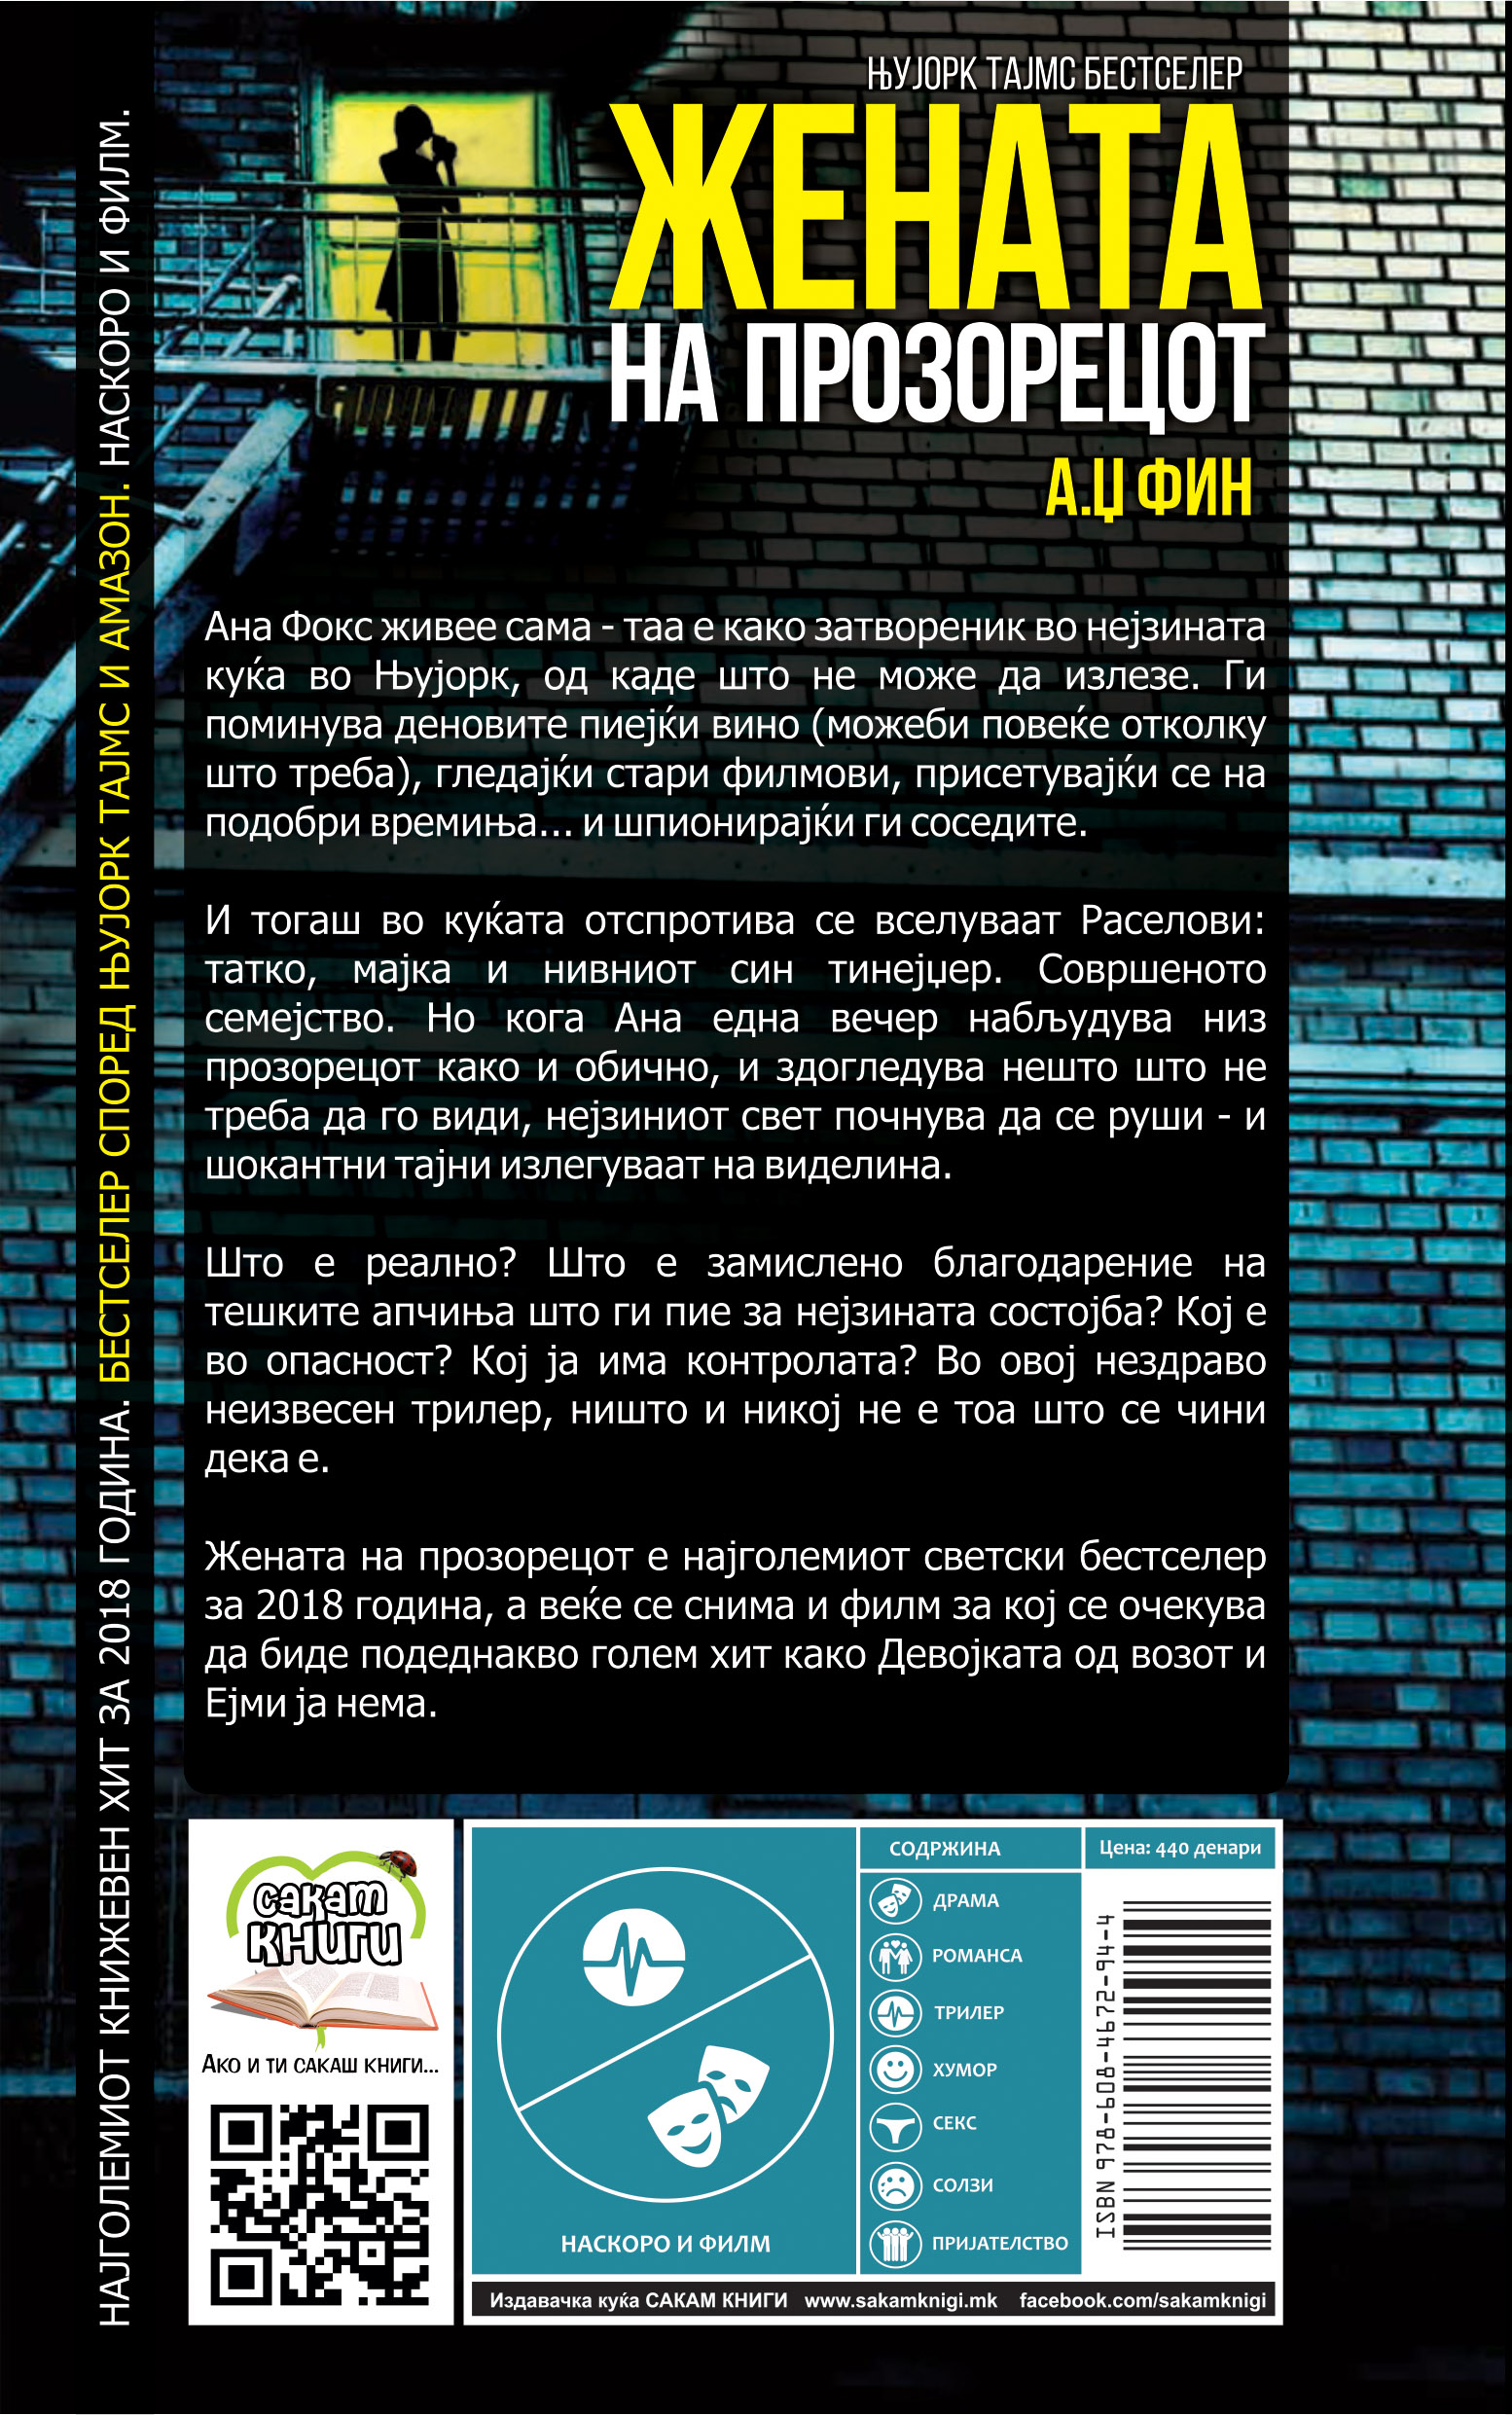 НАЈГОЛЕМИОТ КНИЖЕВЕН ХИТ ЗА 2018 ГОДИНА. БЕСТСЕЛЕР СПОРЕД ЊУЈОРК ТАЈМС И АМАЗОН. НАСКОРО И ФИЛМ.
ЊУЈОРК ТАЈМС БЕСТСЕЛЕР
ЖЕНАТА
НА ПРОЗОРЕЦОТ
А.Џ ФИН
Ана Фокс живее сама - таа е како затвореник во нејзината
куќа во Њујорк, од каде што не може да излезе. Ги
поминува деновите пиејќи вино (можеби повеќе отколку
што треба), гледајќи стари филмови, присетувајќи се на
подобри времиња... и шпионирајќи ги соседите.
И тогаш во куќата отспротива се вселуваат Раселови:
татко, мајка и нивниот син тинејџер. Совршеното
семејство. Но кога Ана една вечер набљудува низ
прозорецот како и обично, и здогледува нешто што не
треба да го види, нејзиниот свет почнува да се руши - и
шокантни тајни излегуваат на виделина.
Што е реално? Што е замислено благодарение на
тешките апчиња што ги пие за нејзината состојба? Кој е
во опасност? Кој ја има контролата? Во овој нездраво
неизвесен трилер, ништо и никој не е тоа што се чини
дека е.
Жената на прозорецот е најголемиот светски бестселер
за 2018 година, а веќе се снима и филм за кој се очекува
да биде подеднакво голем хит како Девојката од возот и
Ејми ја нема.
сакам
книги
Ако и ти сакаш книги...
НАСКОРО И ФИЛМ
СОДРЖИНА
ДРАМА
РОМАНСА
ТРИЛЕР
ХУМОР
СЕКС
СОЛЗИ
ПРИЈАТЕЛСТВО
Цена: 440 денари
ISBN 978-608-4672-94-4
Издавачка куќа САКАМ КНИГИ www.sakamknigi.mk facebook.com/sakamknigi